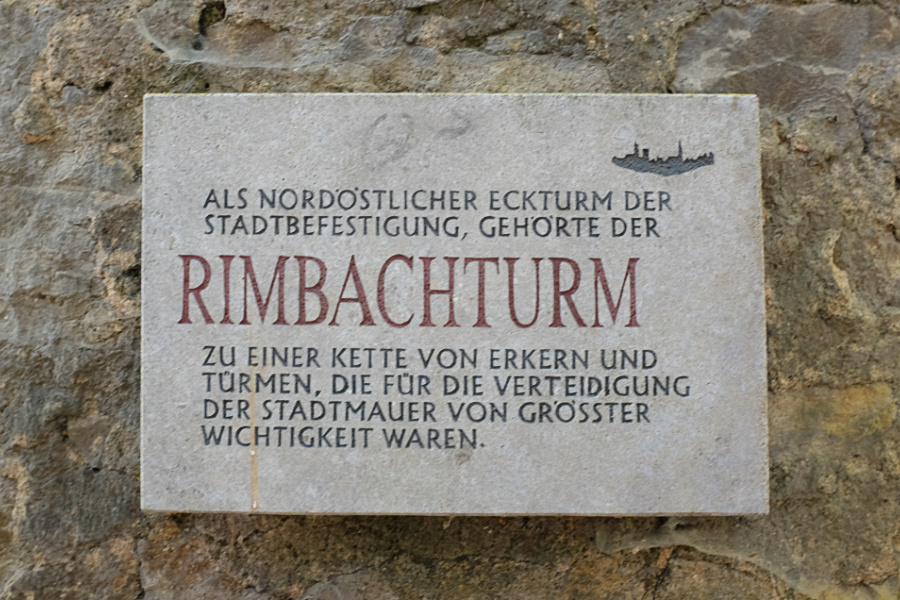 ALS NORDÖSTLICHER ECKTURM DER
STADTBEFESTIGUNG, GEHÖRTE DER
RIMBACHTURM
ZU EINER KETTE VON ERKERN UND
TÜRMEN, DIE FÜR DIE VERTEIDIGUNG
DER STADTMAUER VON GRÖSSTER
WICHTIGKEIT WAREN.